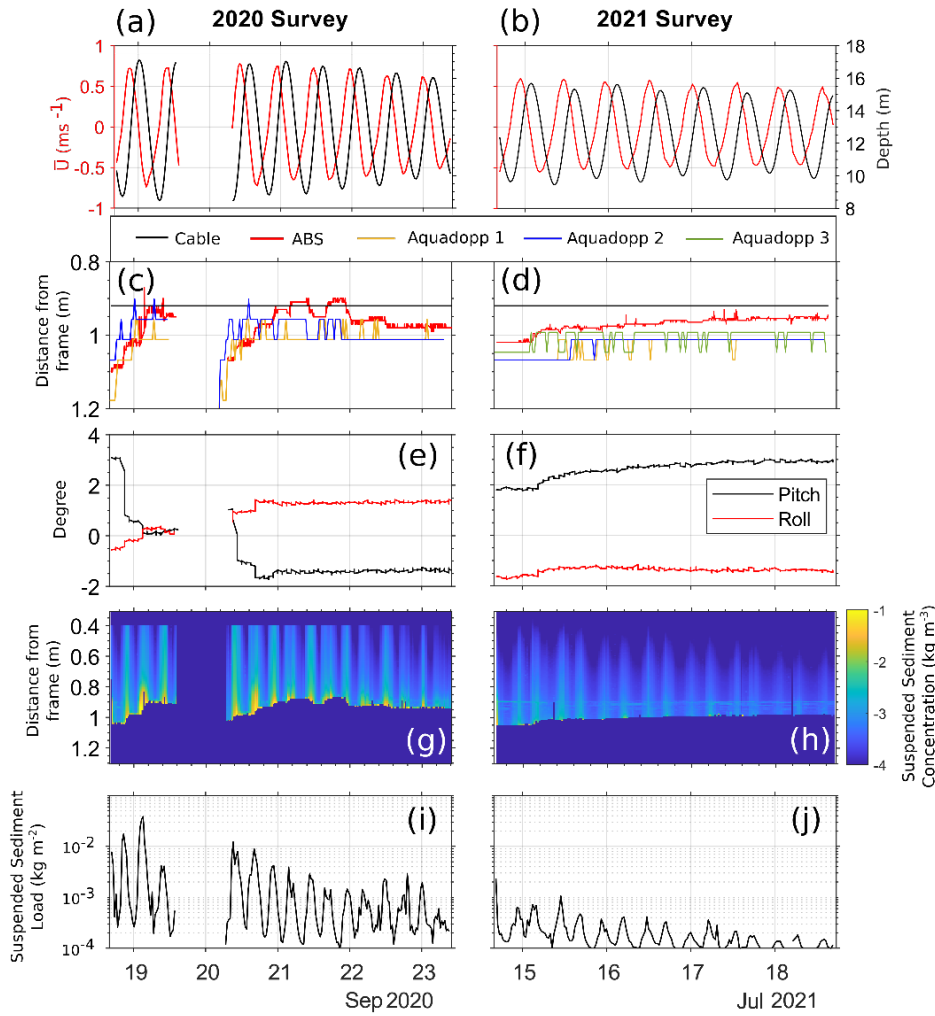 2020 Survey
2021 Survey
(a)
(b)
1
0.5
0
-0.5
-1
U̅ (ms⁻¹)
18
16
14
12
10
8
Depth (m)
Cable
ABS
Aquadopp 1
Aquadopp 2
Aquadopp 3
(c)
(d)
0.8
1
1.2
Distance from
frame (m)
(e)
(f)
4
2
0
-2
Degree
Pitch
Roll
(g)
(h)
0.4
0.6
0.8
1
1.2
Distance from
frame (m)
-1
-2
-3
-4
Suspended Sediment
Concentration (kg m⁻³)
(i)
(j)
10⁻²
10⁻³
10⁻⁴
Suspended Sediment
Load (kg m⁻²)
19 20 21 22 23
Sep 2020
15 16 17 18
Jul 2021